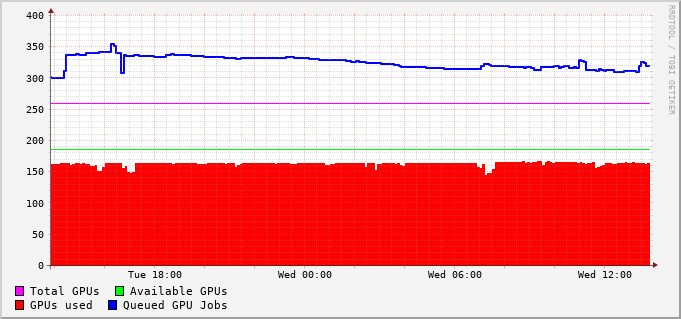 400
350
300
250
200
150
100
50
0
Tue 18:00 Wed 00:00 Wed 06:00 Wed 12:00
Total GPUs Available GPUs
GPUs used Queued GPU Jobs
RRDTOOL / TOBI OETIKER